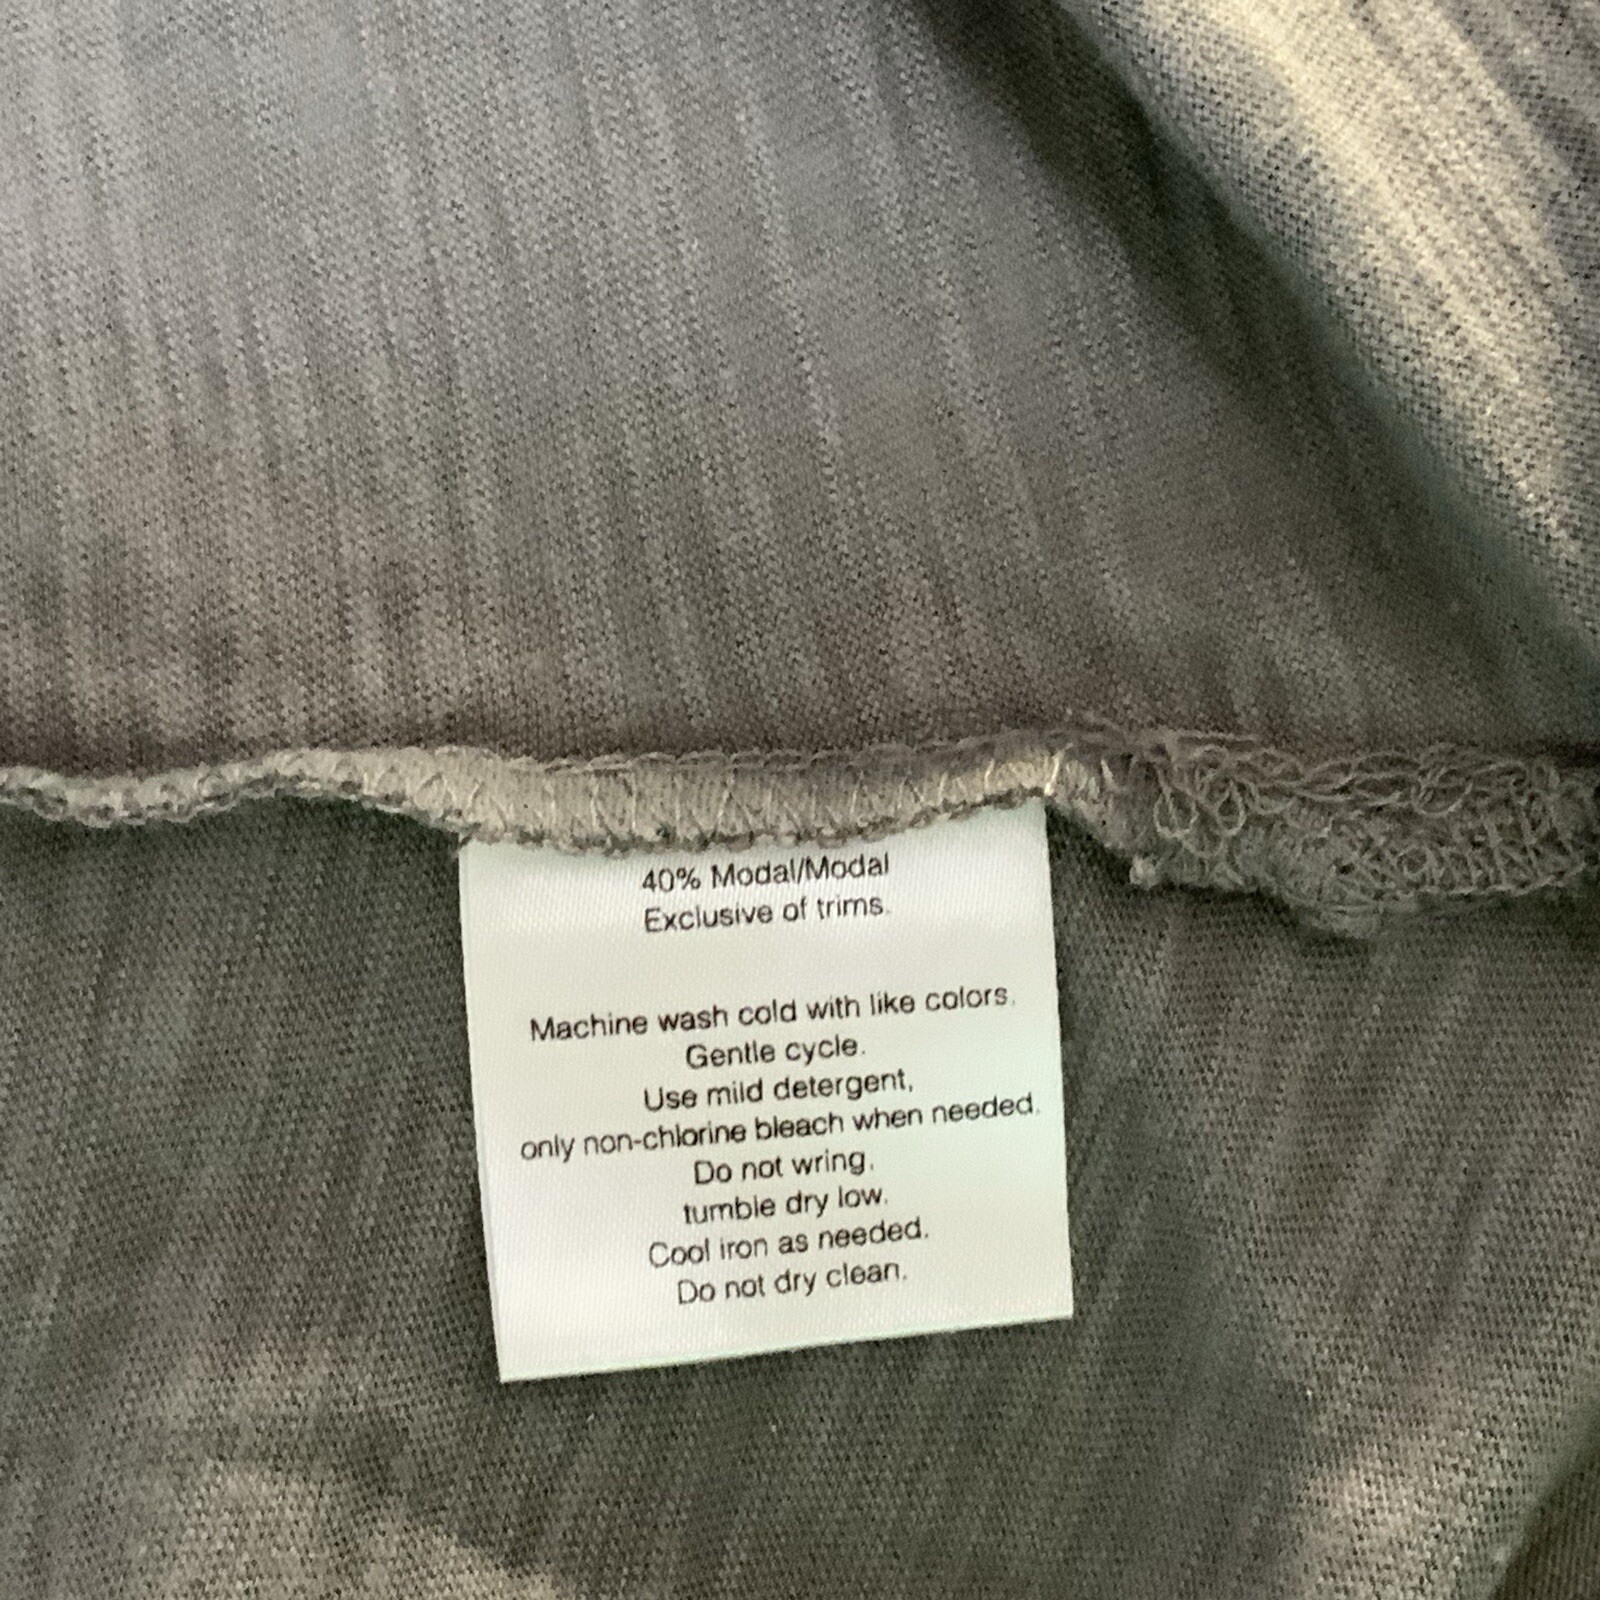 40% Modal/Modal
Exclusive of trims.
Machine wash cold with like colors.
Gentle cycle.
Use mild detergent,
only non-chlorine bleach when needed.
Do not wring,
tumble dry low.
Cool iron as needed.
Do not dry clean.